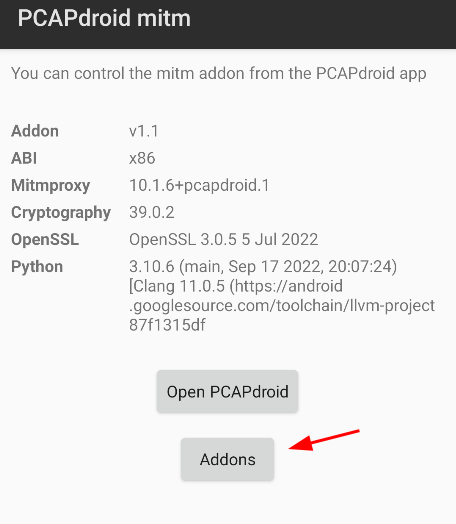 PCAPdroid mitm
You can control the mitm addon from the PCAPdroid app
Addon v1.1
ABI x86
Mitmproxy 10.1.6+pcapdroid.1
Cryptography 39.0.2
OpenSSL OpenSSL 3.0.5 5 Jul 2022
Python 3.10.6 (main, Sep 17 2022, 20:07:24)
[Clang 11.0.5 (https://android
.googlesource.com/toolchain/llvm-project
87f1315df
Open PCAPdroid
Addons